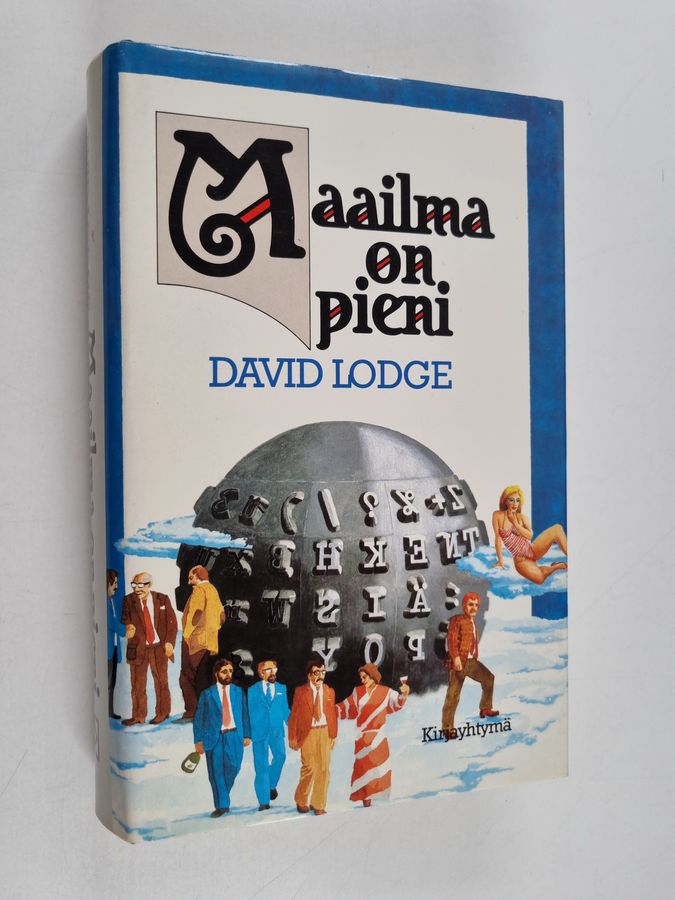 Maailma
on
pieni
DAVID LODGE
Kirjayhtymä